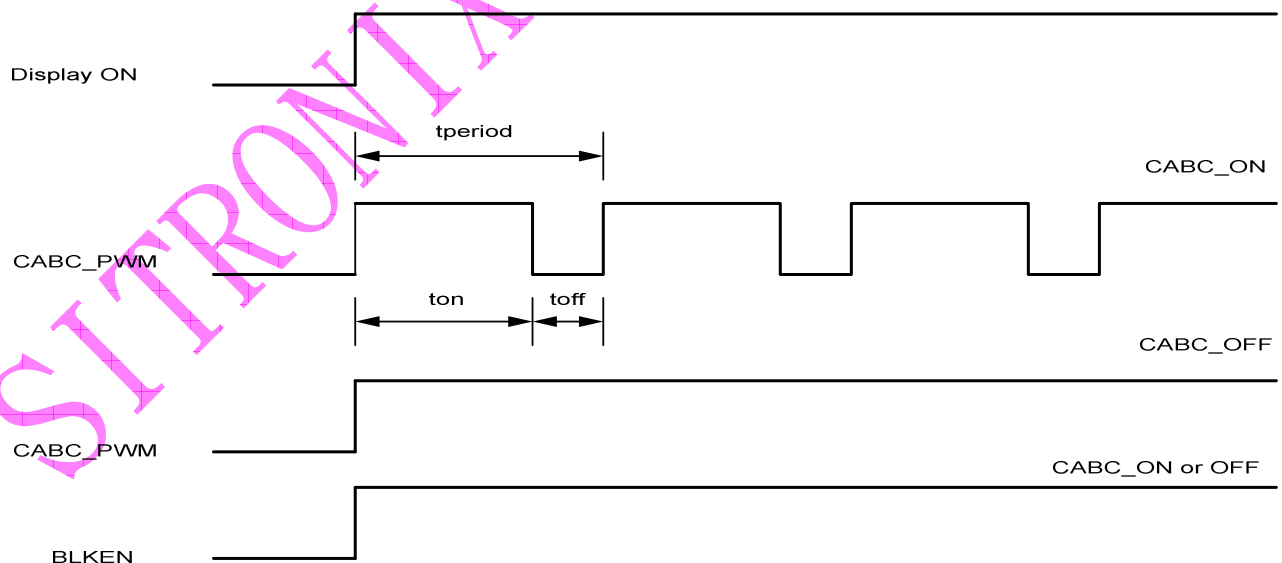 SITRONIX
Display ON
tperiod
CABC_ON
CABC_PWM
ton
toff
CABC_OFF
CABC_PWM
CABC_ON or OFF
BLKEN